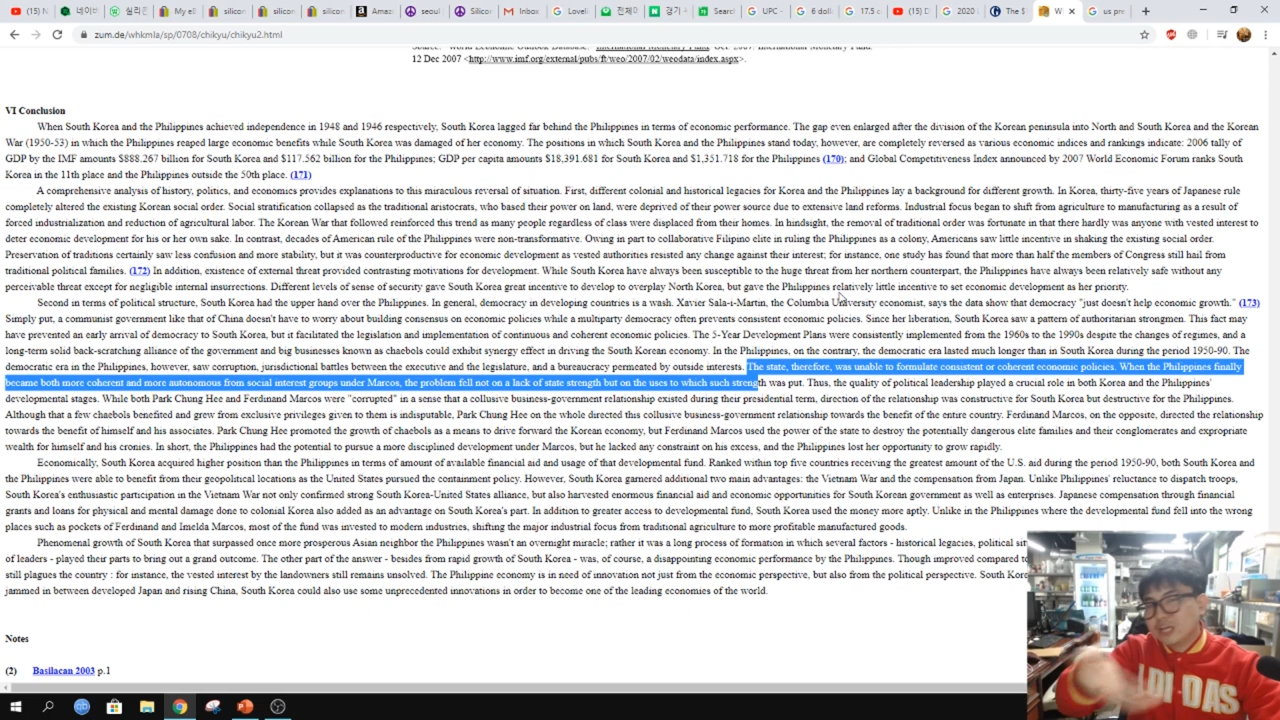 (15) N
네이버
실리콘
My eB
silicon
silicon
silicon
Amaz
seoul
Silicor
Inbox
Loveli
전제이
경기
Search
UPC -
6 doll
17.5 c
(15) D
2020
The $
W
us pre
zum.de/whkmla/sp/0708/chikyu/chikyu2.html
Source: "World Economic Outlook Database." International Monetary Fund. Oct. 2007. International Monetary Fund.
12 Dec 2007 <http://www.imf.org/external/pubs/ft/weo/2007/02/weodata/index.aspx>.
VI Conclusion
When South Korea and the Philippines achieved independence in 1948 and 1946 respectively, South Korea lagged far behind the Philippines in terms of economic performance. The gap even enlarged after the division of the Korean peninsula into North and South Korea and the Korean
War (1950-53) in which the Philippines reaped large economic benefits while South Korea was damaged of her economy. The positions in which South Korea and the Philippines stand today, however, are completely reversed as various economic indices and rankings indicate: 2006 tally of
GDP by the IMF amounts $888.267 billion for South Korea and $117.562 billion for the Philippines; GDP per capita amounts $18,391.681 for South Korea and $1,351.718 for the Philippines (170); and Global Competitiveness Index announced by 2007 World Economic Forum ranks South
Korea in the 11th place and the Philippines outside the 50th place. (171)
A comprehensive analysis of history, politics, and economics provides explanations to this miraculous reversal of situation. First, different colonial and historical legacies for Korea and the Philippines lay a background for different growth. In Korea, thirty-five years of Japanese rule
completely altered the existing Korean social order. Social stratification collapsed as the traditional aristocrats, who based their power on land, were deprived of their power source due to extensive land reforms. Industrial focus began to shift from agriculture to manufacturing as a result of
forced industrialization and reduction of agricultural labor. The Korean War that followed reinforced this trend as many people regardless of class were displaced from their homes. In hindsight, the removal of traditional order was fortunate in that there hardly was anyone with vested interest to
deter economic development for his or her own sake. In contrast, decades of American rule of the Philippines were non-transformative. Owing in part to collaborative Filipino elite in ruling the Philippines as a colony, Americans saw little incentive in shaking the existing social order.
Preservation of traditions certainly saw less confusion and more stability, but it was counterproductive for economic development as vested authorities resisted any change against their interest; for instance, one study has found that more than half the members of Congress still hail from
traditional political families. (172) In addition, existence of external threat provided contrasting motivations for development. While South Korea have always been susceptible to the huge threat from her northern counterpart, the Philippines have always been relatively safe without any
perceivable threat except for negligible internal insurrections. Different levels of sense of security gave South Korea great incentive to develop to overplay North Korea, but gave the Philippines relatively little incentive to set economic development as her priority.
Second in terms of political structure, South Korea had the upper hand over the Philippines. In general, democracy in developing countries is a wash. Xavier Sala-i-Martin, the Columbia University economist, says the data show that democracy "just doesn't help economic growth." (173)
Simply put, a communist government like that of China doesn't have to worry about building consensus on economic policies while a multiparty democracy often prevents consistent economic policies. Since her liberation, South Korea saw a pattern of authoritarian strongmen. This fact may
have prevented an early arrival of democracy to South Korea, but it facilitated the legislation and implementation of continuous and coherent economic policies. The 5-Year Development Plans were consistently implemented from the 1960s to the 1990s despite the changes of regimes, and a
long-term solid back-scratching alliance of the government and big businesses known as chaebols could exhibit synergy effect in driving the South Korean economy. In the Philippines, on the contrary, the democratic era lasted much longer than in South Korea during the period 1950-90. The
democratic era in the Philippines, however, saw corruption, jurisdictional battles between the executive and the legislature, and a bureaucracy permeated by outside interests. The state, therefore, was unable to formulate consistent or coherent economic policies. When the Philippines finally
became both more coherent and more autonomous from social interest groups under Marcos, the problem fell not on a lack of state strength but on the uses to which such strength was put. Thus, the quality of political leadership played a crucial role in both Korea and the Philippines'
developmental stages. While both Park Chung Hee and Ferdinand Marcos were "corrupted" in a sense that a collusive business-government relationship existed during their presidential term, direction of the relationship was constructive for South Korea but destructive for the Philippines.
Although that a few chaebols benefited and grew from exclusive privileges given to them is indisputable, Park Chung Hee on the whole directed this collusive business-government relationship towards the benefit of the entire country. Ferdinand Marcos, on the opposite, directed the relationship
towards the benefit of himself and his associates. Park Chung Hee promoted the growth of chaebols as a means to drive forward the Korean economy, but Ferdinand Marcos used the power of the state to destroy the potentially dangerous elite families and their conglomerates and expropriate
wealth for himself and his cronies. In short, the Philippines had the potential to pursue a more disciplined development under Marcos, but he lacked any constraint on his excess, and the Philippines lost her opportunity to grow rapidly.
Economically, South Korea acquired higher position than the Philippines in terms of amount of available financial aid and usage of that developmental fund. Ranked within top five countries receiving the greatest amount of the U.S. aid during the period 1950-90, both South Korea and
the Philippines were able to benefit from their geopolitical locations as the United States pursued the containment policy. However, South Korea garnered additional two main advantages: the Vietnam War and the compensation from Japan. Unlike Philippines' reluctance to dispatch troops,
South Korea's enthusiastic participation in the Vietnam War not only confirmed strong South Korea-United States alliance, but also harvested enormous financial aid and economic opportunities for South Korean government as well as enterprises. Japanese compensation through financial
grants and loans for physical and mental damage done to colonial Korea also added as an advantage on South Korea's part. In addition to greater access to developmental fund, South Korea used the money more aptly. Unlike in the Philippines where the developmental fund fell into the wrong
places such as pockets of Ferdinand and Imelda Marcos, most of the fund was invested to modern industries, shifting the major industrial focus from traditional agriculture to more profitable manufactured goods.
Phenomenal growth of South Korea that surpassed once more prosperous Asian neighbor the Philippines wasn't an overnight miracle; rather it was a long process of formation in which several factors - historical legacies, political sit
of leaders - played their parts to bring out a grand outcome. The other part of the answer - besides from rapid growth of South Korea - was, of course, a disappointing economic performance by the Philippines. Though improved compared to
still plagues the country : for instance, the vested interest by the landowners still remains unsolved. The Philippine economy is in need of innovation not just from the economic perspective, but also from the political perspective. South Kore
jammed in between developed Japan and rising China, South Korea could also use some unprecedented innovations in order to become one of the leading economies of the world.
Notes
(2) Basilacan 2003 p.1